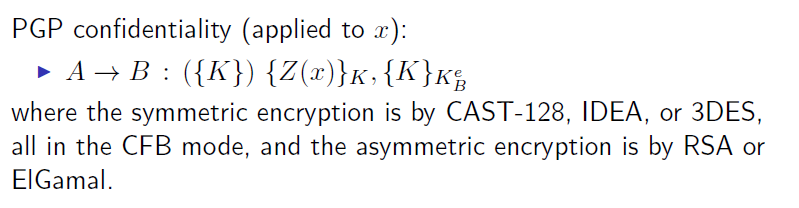 PGP confidentiality (applied to x):
▶ A → B : ({K}) {Z(x)}_K, {K}_{K_B^e}
where the symmetric encryption is by CAST-128, IDEA, or 3DES,
all in the CFB mode, and the asymmetric encryption is by RSA or
ElGamal.